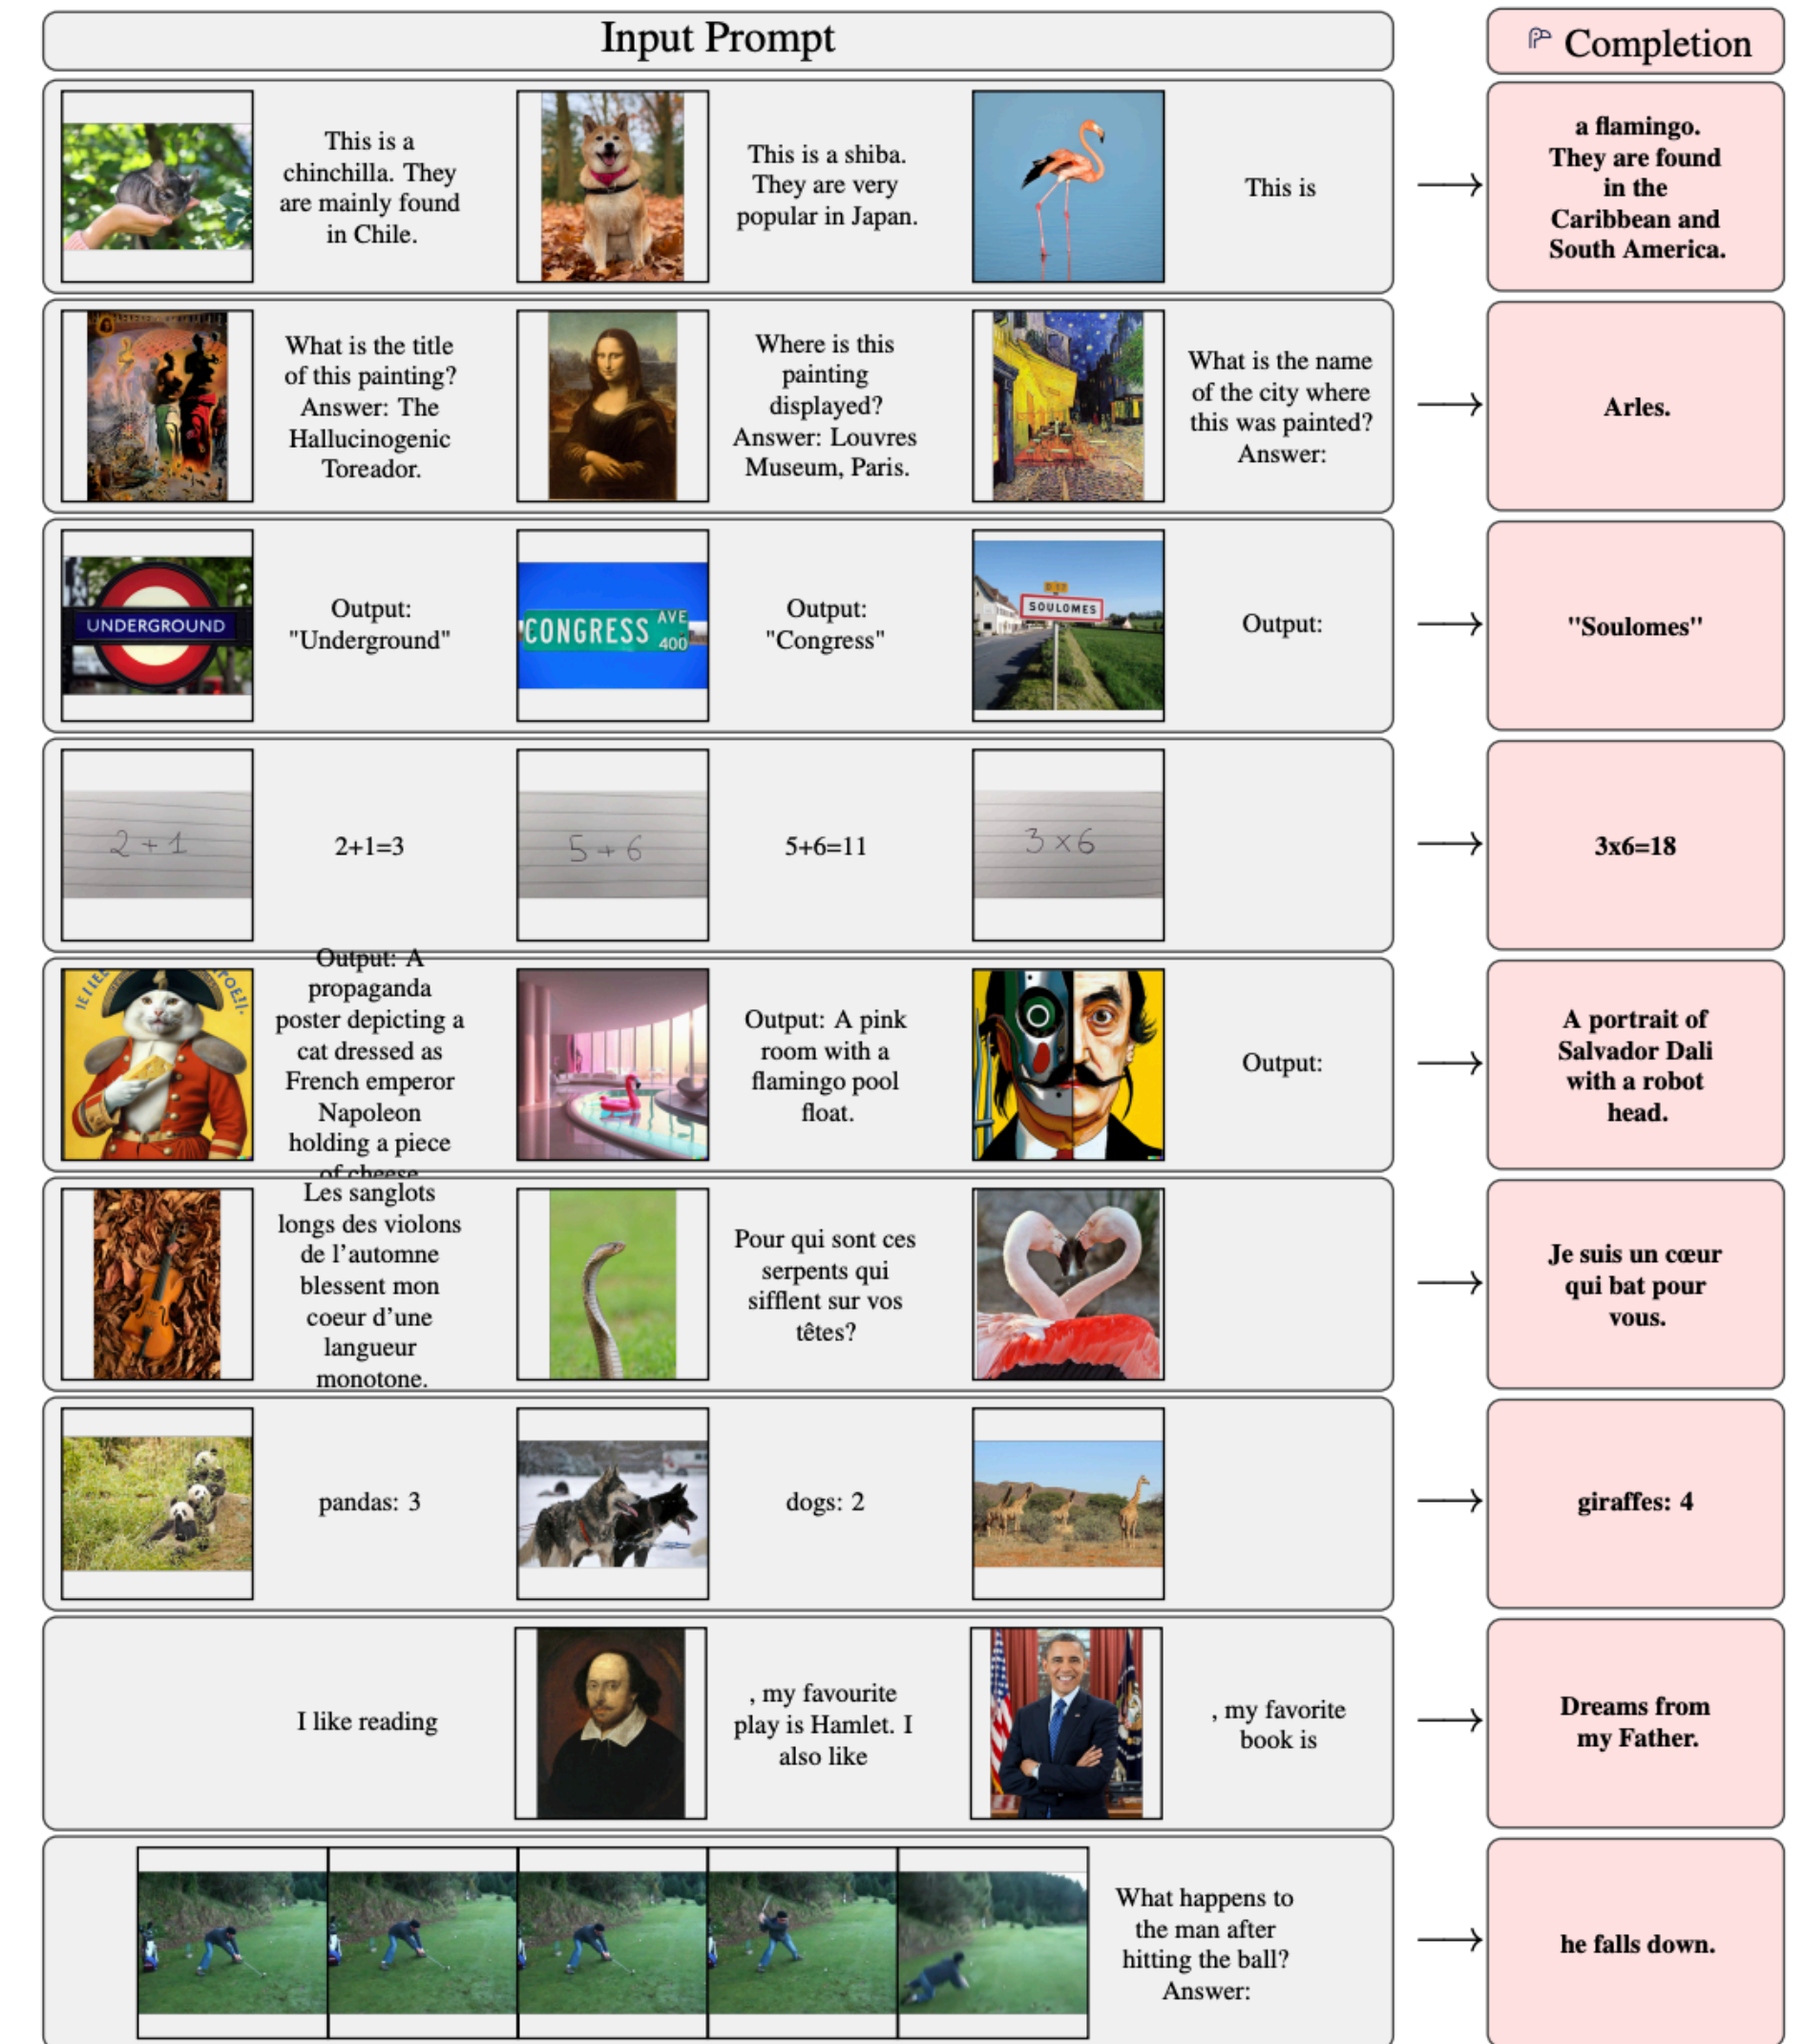 Input Prompt
Completion
This is a
chinchilla. They
are mainly found
in Chile.
This is a shiba.
They are very
popular in Japan.
This is
a flamingo.
They are found
in the
Caribbean and
South America.
What is the title
of this painting?
Answer: The
Hallucinogenic
Toreador.
Where is this
painting
displayed?
Answer: Louvres
Museum, Paris.
What is the name
of the city where
this was painted?
Answer:
Arles.
UNDERGROUND
Output:
"Underground"
CONGRESS AVE
400
Output:
"Congress"
SOULOMES
Output:
"Soulomes"
2+1
2+1=3
5+6
5+6=11
3×6
3x6=18
Output: A
propaganda
poster depicting a
cat dressed as
French emperor
Napoleon
holding a piece
of cheese
Output: A pink
room with a
flamingo pool
float.
Output:
A portrait of
Salvador Dali
with a robot
head.
Les sanglots
longs des violons
de l'automne
blessent mon
coeur d'une
langueur
monotone.
Pour qui sont ces
serpents qui
sifflent sur vos
têtes?
Je suis un cœur
qui bat pour
vous.
pandas: 3
dogs: 2
giraffes: 4
I like reading
, my favourite
play is Hamlet. I
also like
, my favorite
book is
Dreams from
my Father.
What happens to
the man after
hitting the ball?
Answer:
he falls down.